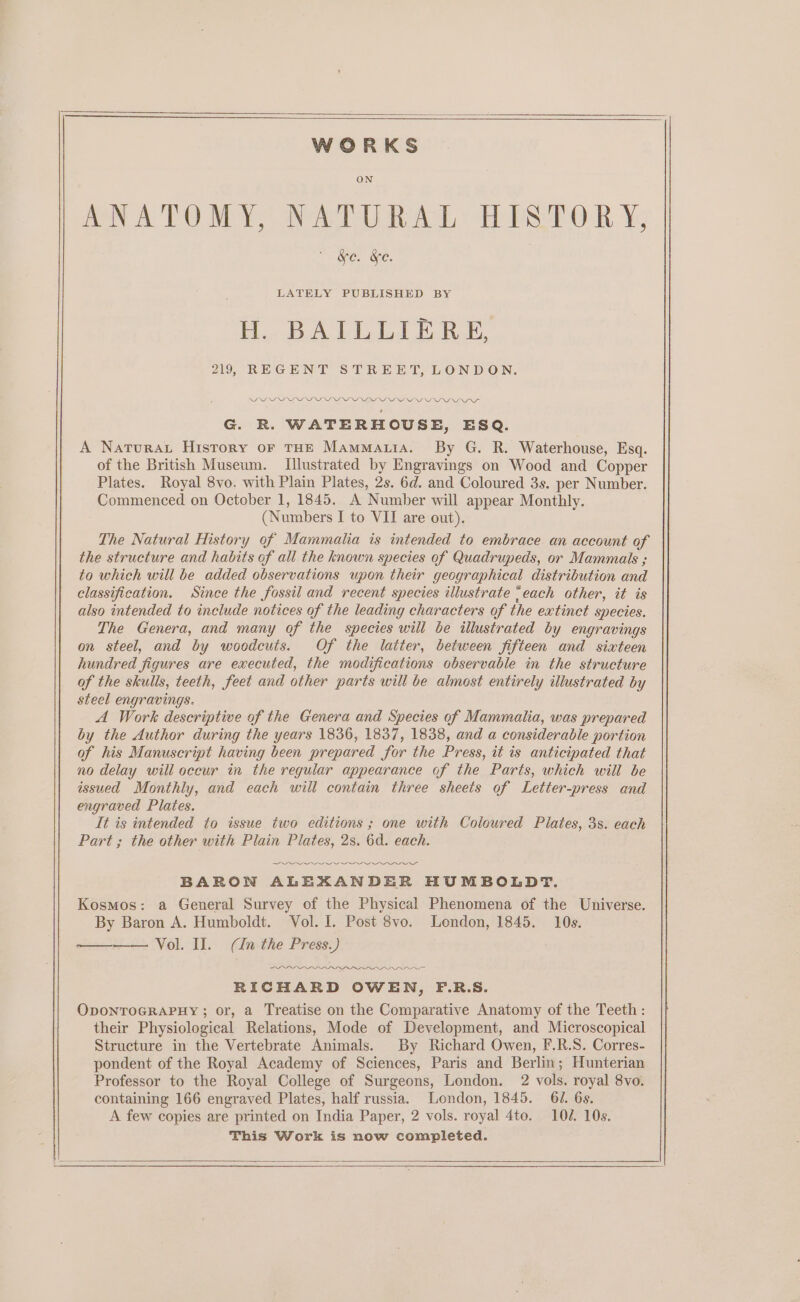 WORKS
ON
ANATOMY, NATURAL HISTORY,
&c. &c.
LATELY PUBLISHED BY
H. BAILLIÈRE,
219, REGENT STREET, LONDON.
G. R. WATERHOUSE, ESQ.
A NATURAL HISTORY OF THE MAMMALIA. By G. R. Waterhouse, Esq.
of the British Museum. Illustrated by Engravings on Wood and Copper
Plates. Royal 8vo. with Plain Plates, 2s. 6d. and Coloured 3s. per Number.
Commenced on October 1, 1845. A Number will appear Monthly.
(Numbers I to VII are out).
The Natural History of Mammalia is intended to embrace an account of
the structure and habits of all the known species of Quadrupeds, or Mammals;
to which will be added observations upon their geographical distribution and
classification. Since the fossil and recent species illustrate each other, it is
also intended to include notices of the leading characters of the extinct species.
The Genera, and many of the species will be illustrated by engravings
on steel, and by woodcuts. Of the latter, between fifteen and sixteen
hundred figures are executed, the modifications observable in the structure
of the skulls, teeth, feet and other parts will be almost entirely illustrated by
steel engravings.
A Work descriptive of the Genera and Species of Mammalia, was prepared
by the Author during the years 1836, 1837, 1838, and a considerable portion
of his Manuscript having been prepared for the Press, it is anticipated that
no delay will occur in the regular appearance of the Parts, which will be
issued Monthly, and each will contain three sheets of Letter-press and
engraved Plates.
It is intended to issue two editions; one with Coloured Plates, 3s. each
Part; the other with Plain Plates, 2s. 6d. each.
BARON ALEXANDER HUMBOLDT.
KOSMOS: a General Survey of the Physical Phenomena of the Universe.
By Baron A. Humboldt. Vol. I. Post 8vo. London, 1845. 10s.
———— Vol. II. (In the Press.)
RICHARD OWEN, F.R.S.
ODONTOGRAPHY; or, a Treatise on the Comparative Anatomy of the Teeth:
their Physiological Relations, Mode of Development, and Microscopical
Structure in the Vertebrate Animals. By Richard Owen, F.R.S. Corres-
pondent of the Royal Academy of Sciences, Paris and Berlin; Hunterian
Professor to the Royal College of Surgeons, London. 2 vols. royal 8vo.
containing 166 engraved Plates, half russia. London, 1845. 6l. 6s.
A few copies are printed on India Paper, 2 vols. royal 4to. 10l. 10s.
This Work is now completed.